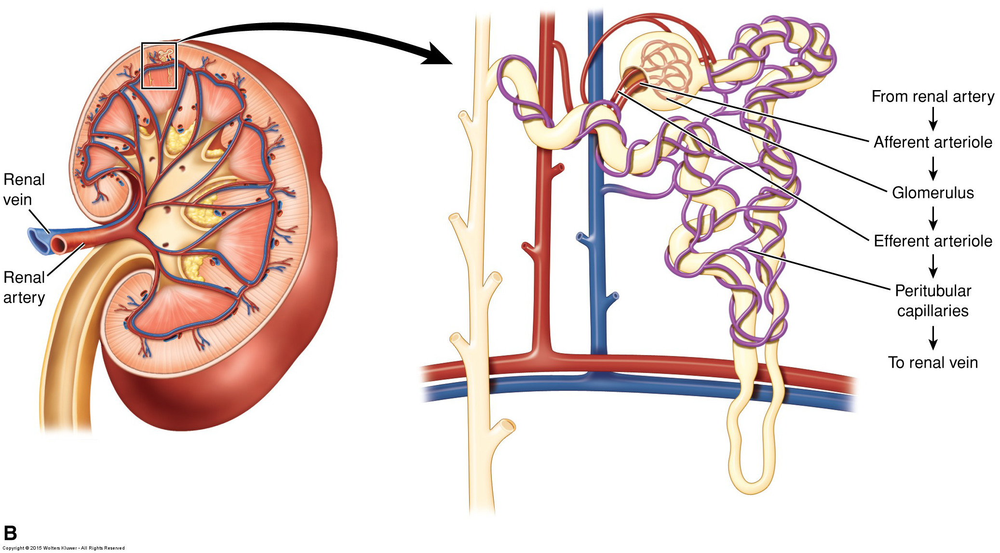 Renal
vein
Renal
artery
From renal artery
Afferent arteriole
Glomerulus
Efferent arteriole
Peritubular
capillaries
To renal vein
B
Copyright © 2015 Wolters Kluwer • All Rights Reserved